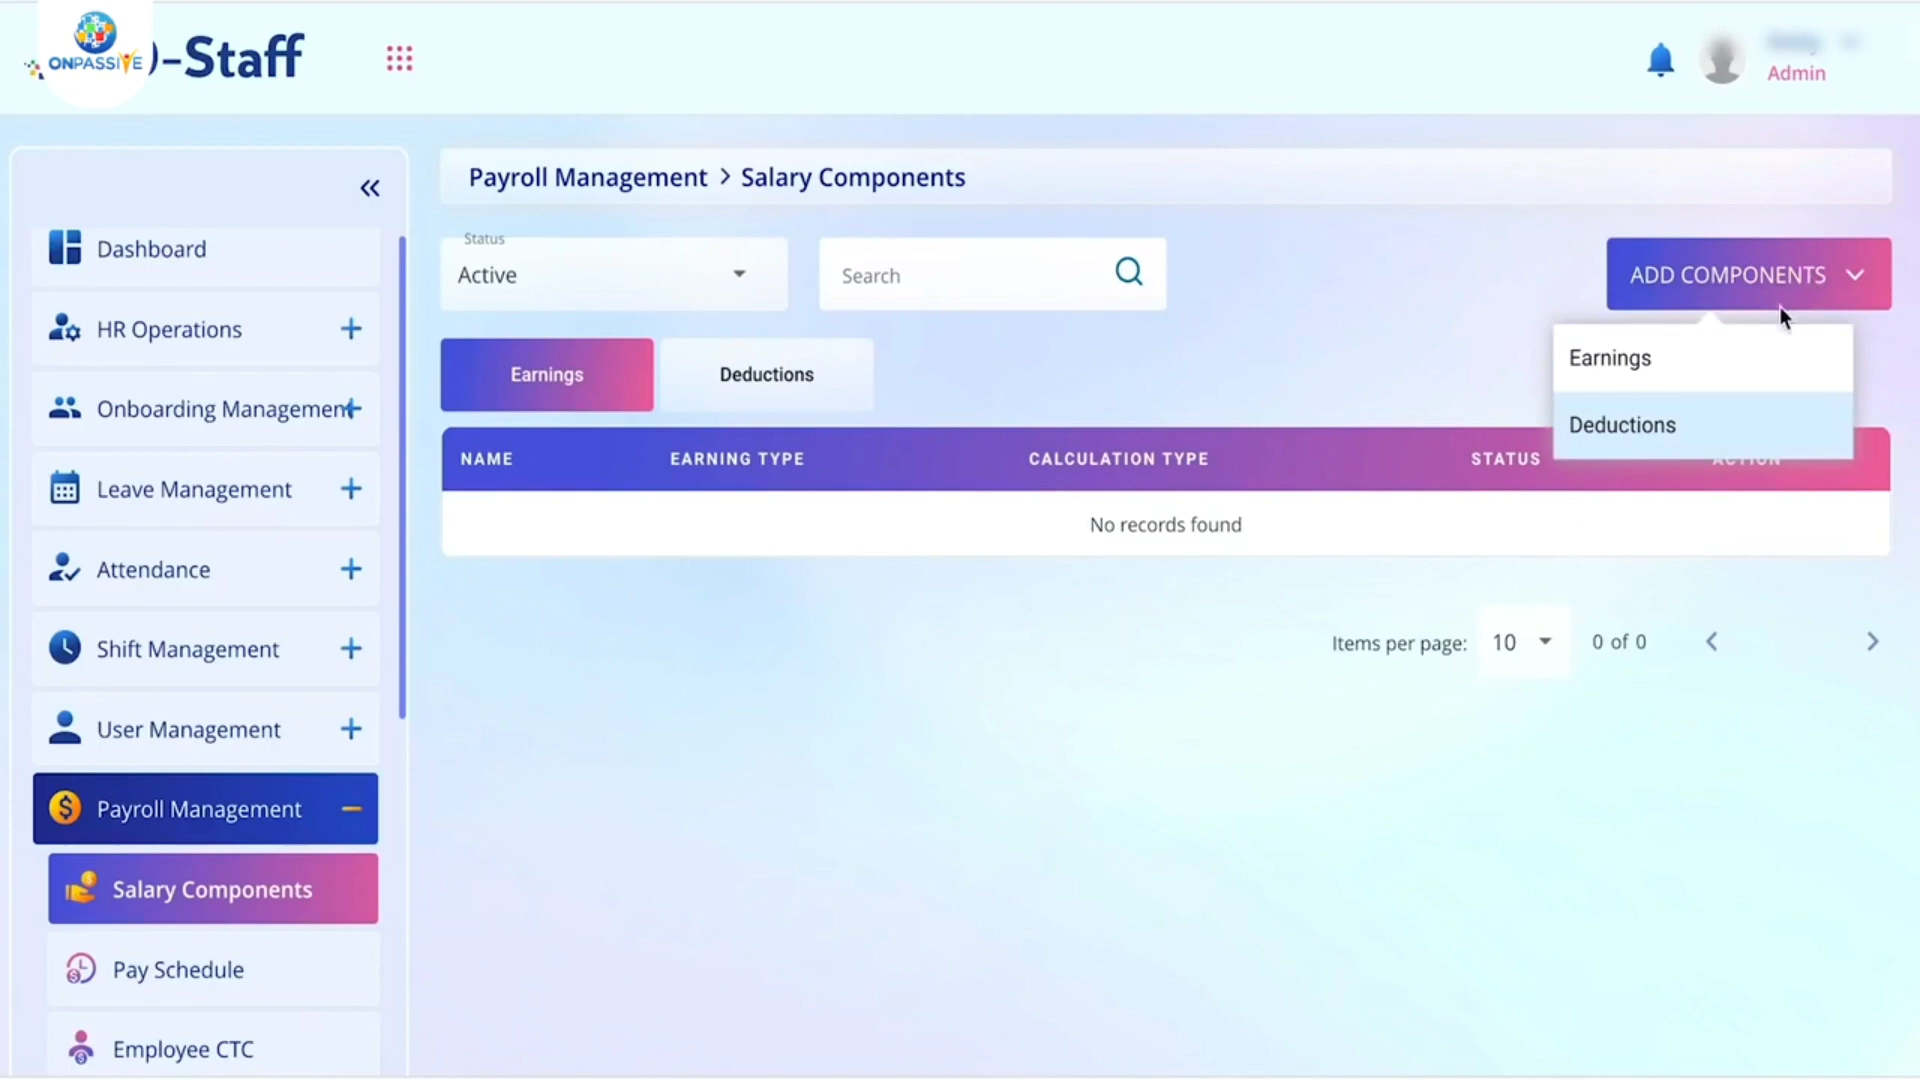 ONPASSIVE
-Staff
Admin
Payroll Management > Salary Components
Dashboard
HR Operations
Onboarding Management
Leave Management
Attendance
Shift Management
User Management
Payroll Management
Salary Components
Pay Schedule
Employee CTC
Status
Active
Search
ADD COMPONENTS
Earnings
Deductions
Earnings
Deductions
NAME EARNING TYPE CALCULATION TYPE STATUS ACTION
No records found
Items per page: 10 0 of 0